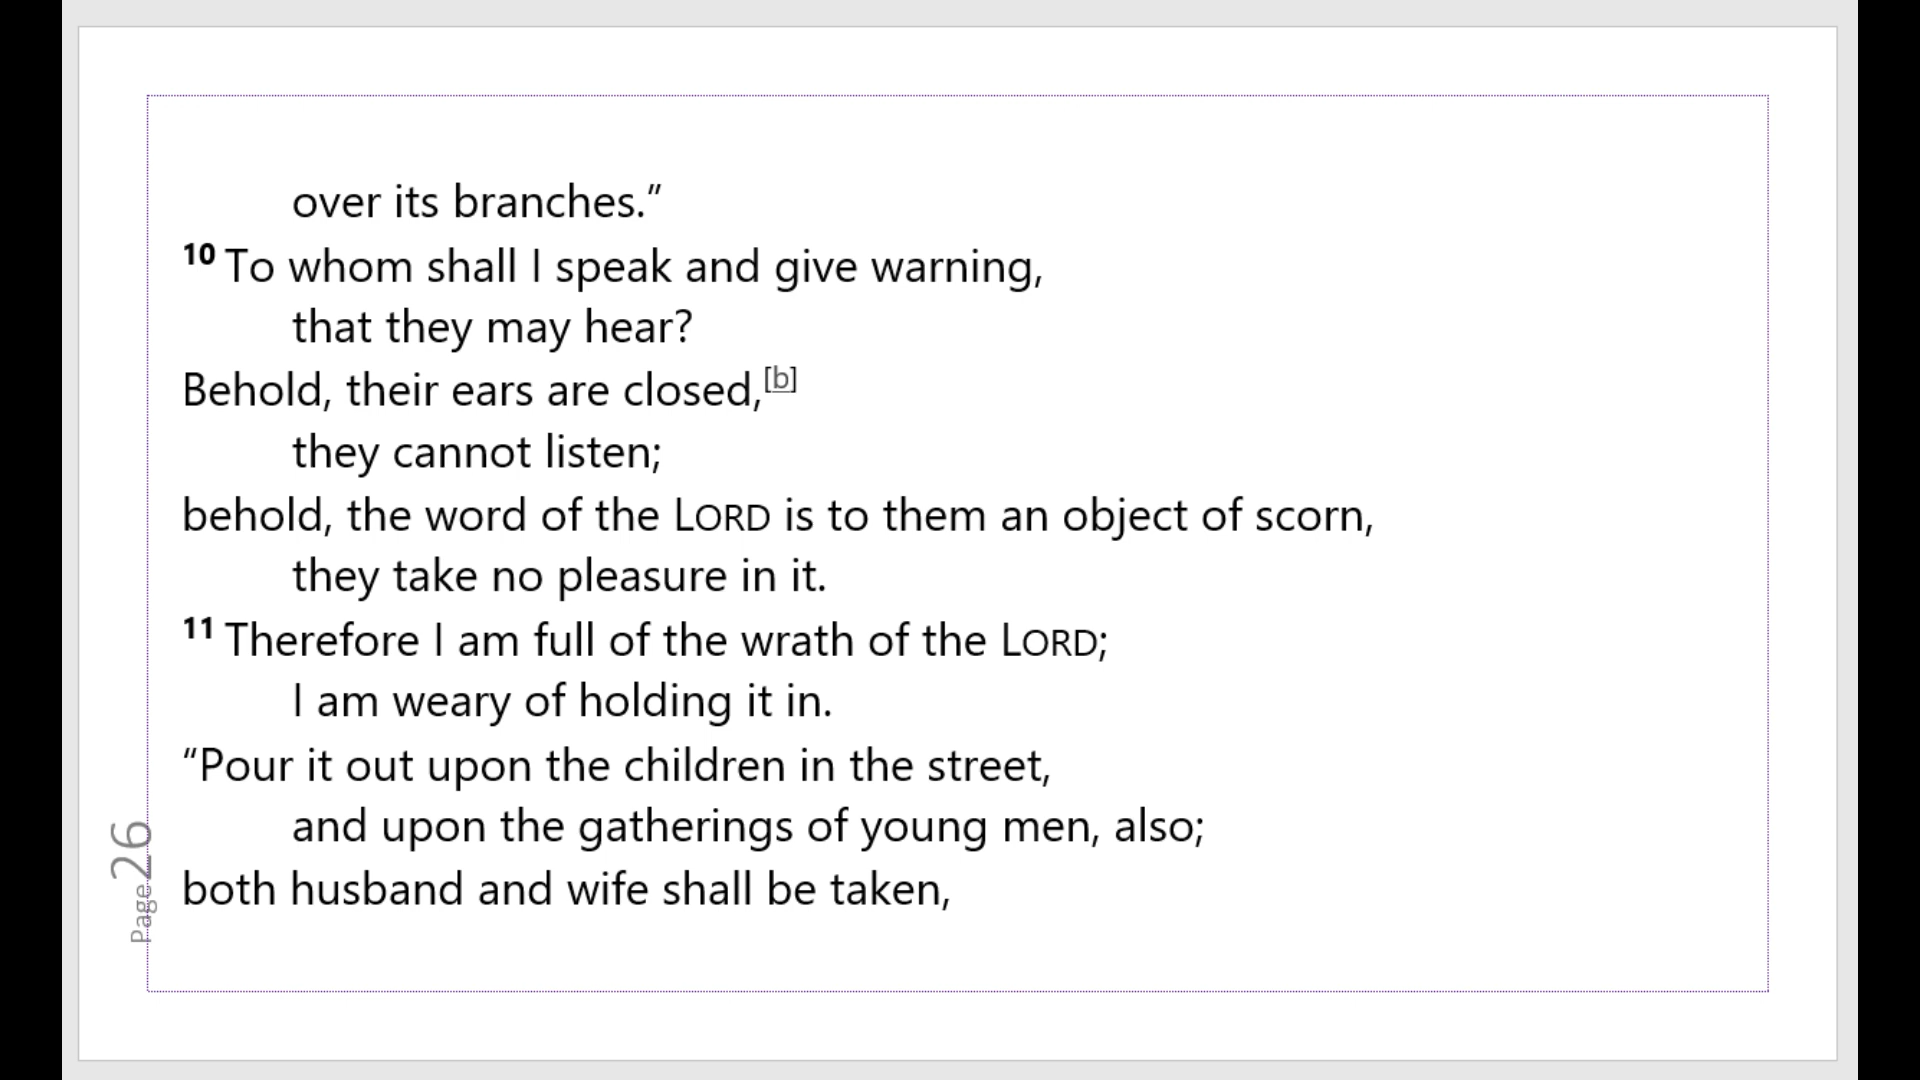 over its branches.”
10 To whom shall I speak and give warning,
that they may hear?
Behold, their ears are closed,[b]
they cannot listen;
behold, the word of the LORD is to them an object of scorn,
they take no pleasure in it.
11 Therefore I am full of the wrath of the LORD;
I am weary of holding it in.
“Pour it out upon the children in the street,
and upon the gatherings of young men, also;
both husband and wife shall be taken,
Page 26